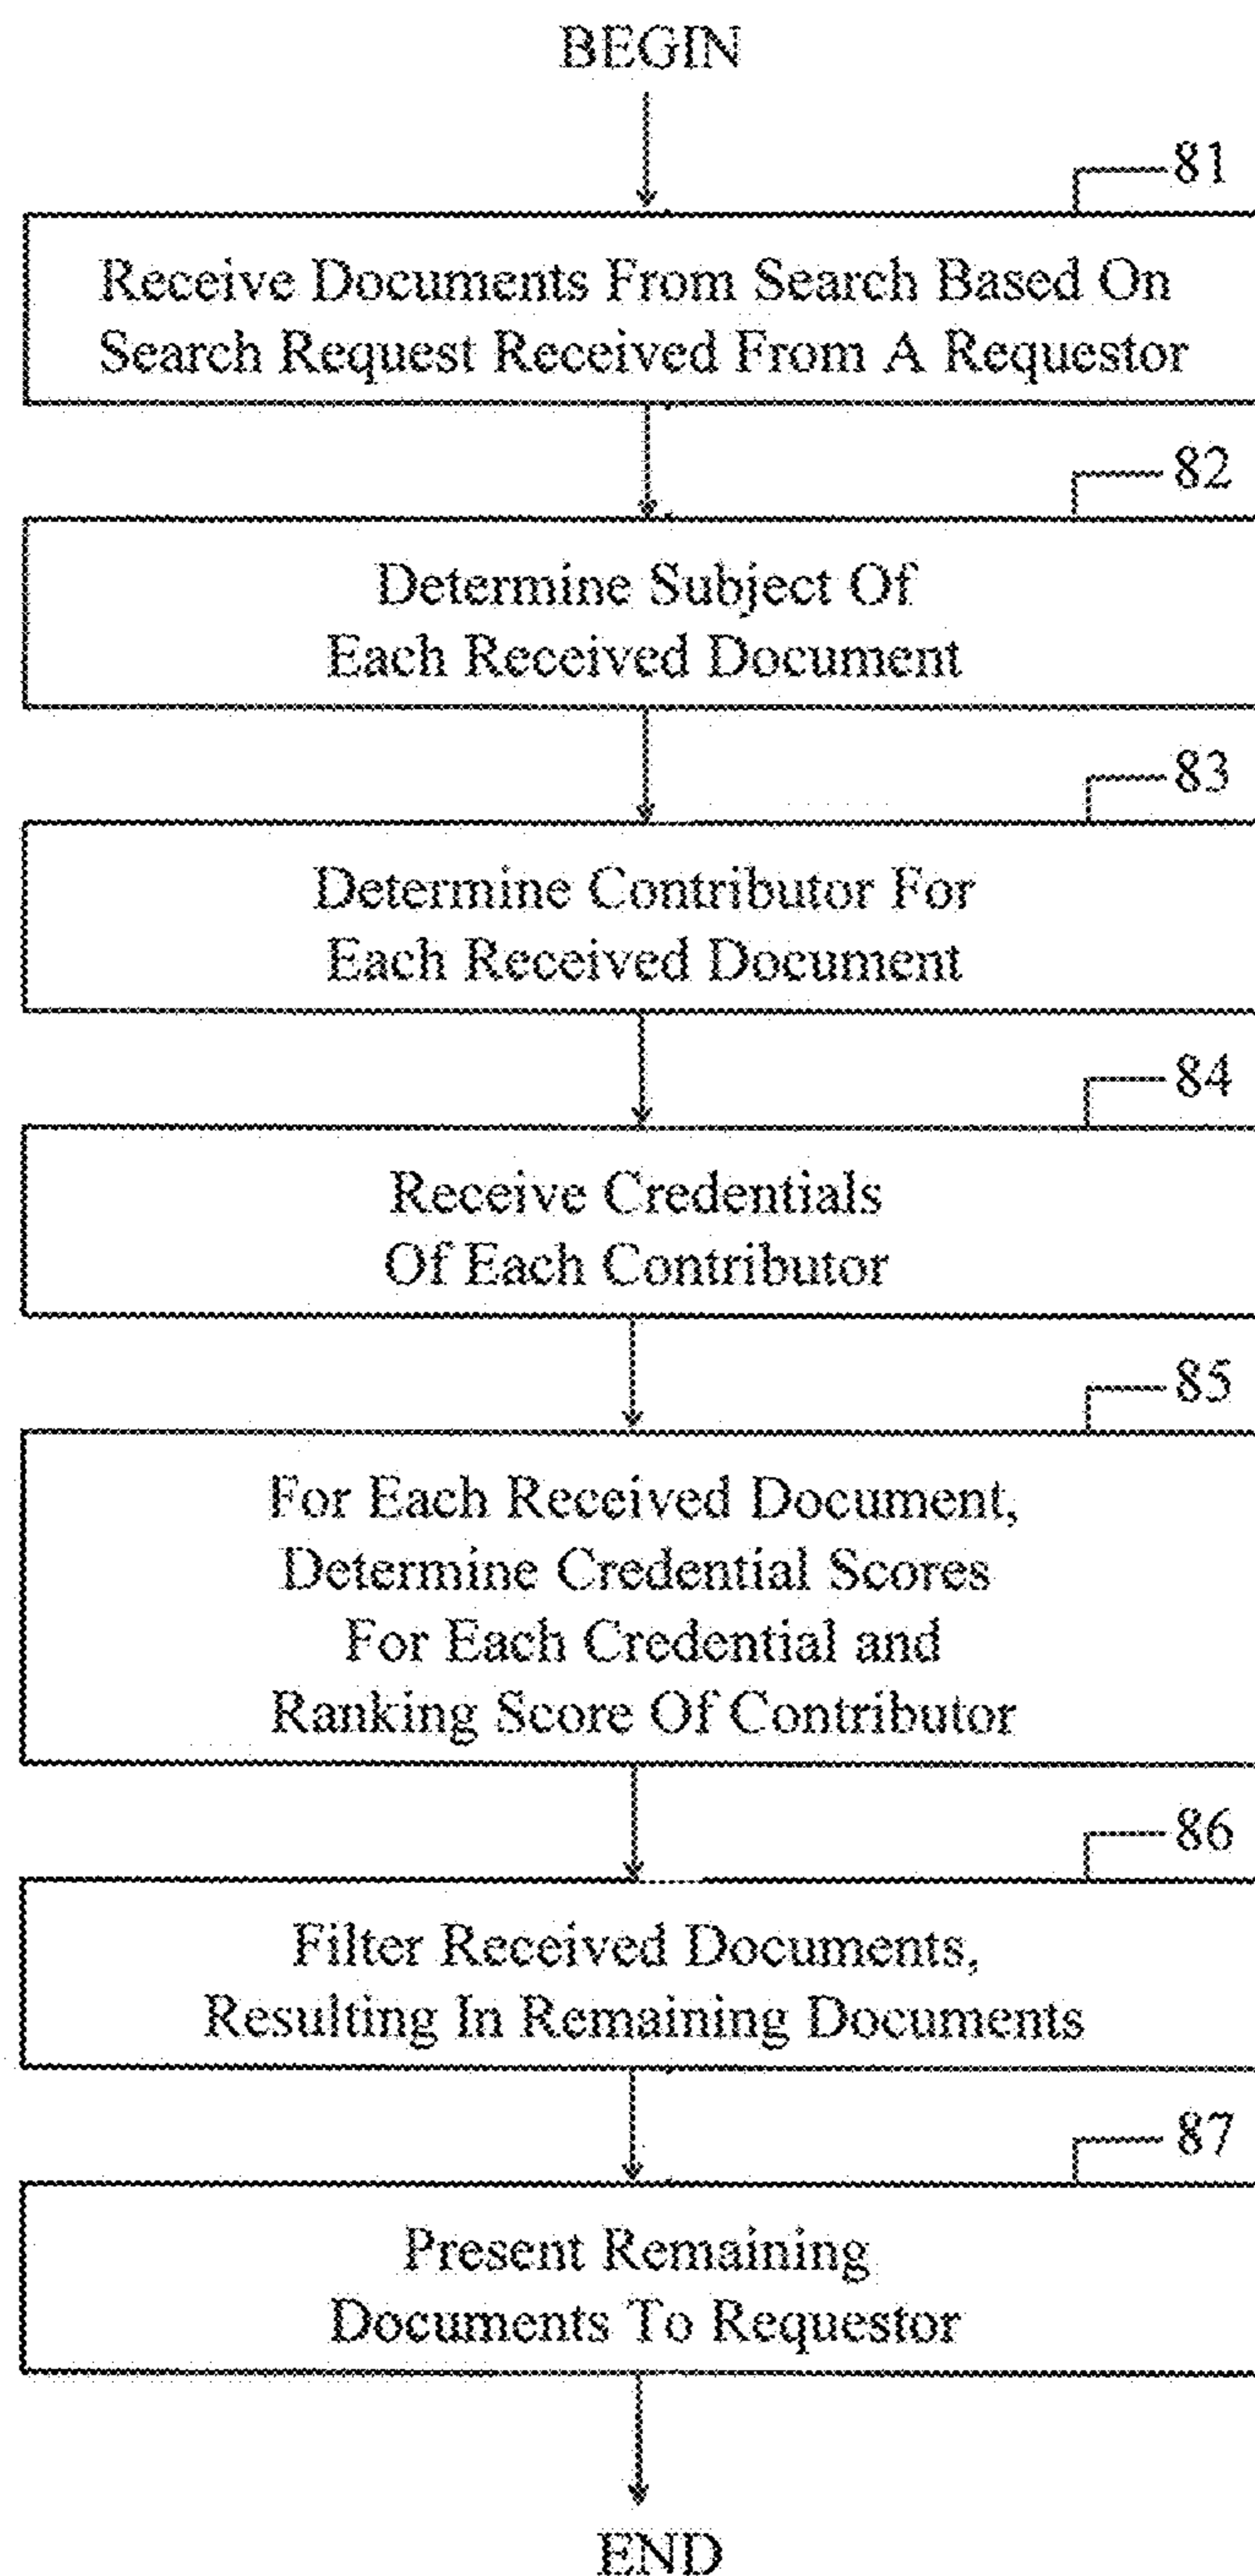 BEGIN
81
Receive Documents From Search Based On
Search Request Received From A Requestor
82
Determine Subject Of
Each Received Document
83
Determine Contributor For
Each Received Document
84
Receive Credentials
Of Each Contributor
85
For Each Received Document,
Determine Credential Scores
For Each Credential and
Ranking Score Of Contributor
86
Filter Received Documents,
Resulting In Remaining Documents
87
Present Remaining
Documents To Requestor
END